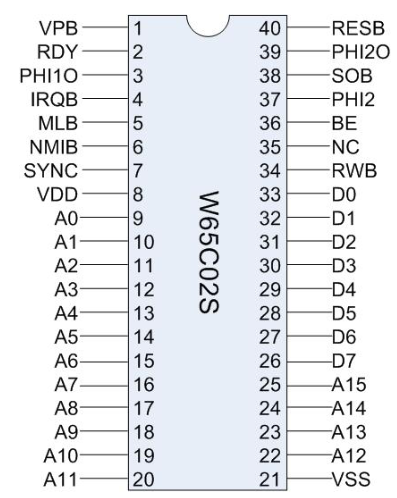 VPB 1 40 RESB
RDY 2 39 PHI2O
PHI1O 3 38 SOB
IRQB 4 37 PHI2
MLB 5 36 BE
NMIB 6 35 NC
SYNC 7 34 RWB
VDD 8 33 D0
A0 9 32 D1
A1 10 31 D2
A2 11 30 D3
A3 12 29 D4
A4 13 28 D5
A5 14 27 D6
A6 15 26 D7
A7 16 25 A15
A8 17 24 A14
A9 18 23 A13
A10 19 22 A12
A11 20 21 VSS
W65C02S